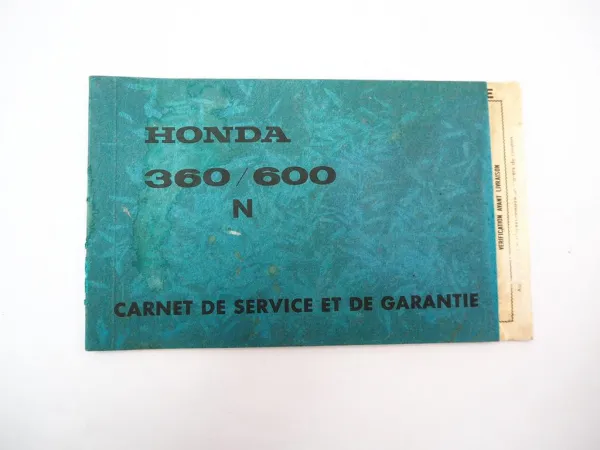 HONDA
360/600
N
CARNET DE SERVICE ET DE GARANTIE
VERIFICATION AVANT LIVRAISON